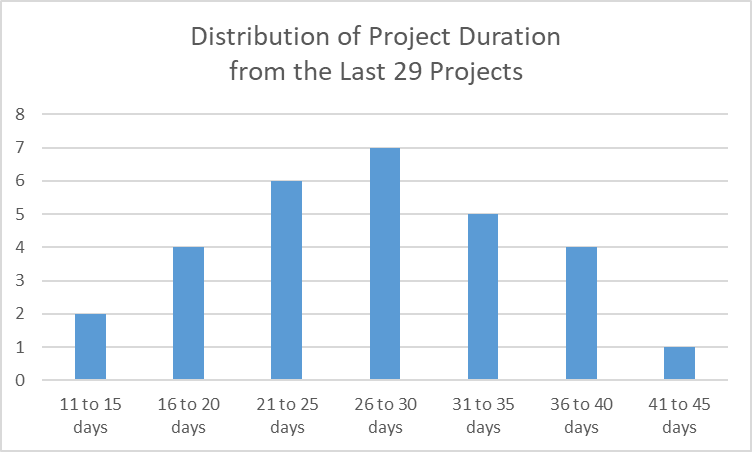 Distribution of Project Duration
from the Last 29 Projects
8
7
6
5
4
3
2
1
0
11 to 15 days
16 to 20 days
21 to 25 days
26 to 30 days
31 to 35 days
36 to 40 days
41 to 45 days